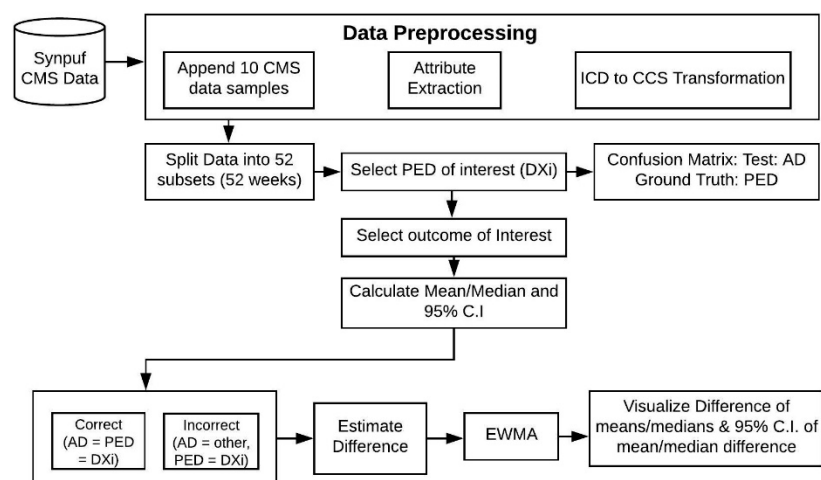 Synpuf
CMS Data
Data Preprocessing
Append 10 CMS
data samples
Attribute
Extraction
ICD to CCS Transformation
Split Data into 52
subsets (52 weeks)
Select PED of interest (DXi)
Confusion Matrix: Test: AD
Ground Truth: PED
Select outcome of Interest
Calculate Mean/Median and
95% C.I
Correct
(AD = PED
= DXi)
Incorrect
(AD = other,
PED = DXi)
Estimate
Difference
EWMA
Visualize Difference of
means/medians & 95% C.I. of
mean/median difference